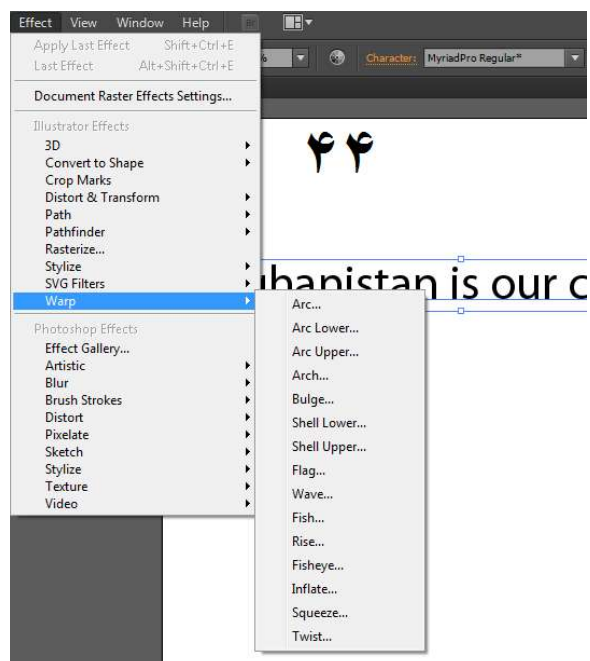 Effect View Window Help Br
Apply Last Effect Shift+Ctrl+E
Last Effect Alt+Shift+Ctrl+E
Document Raster Effects Settings...
Illustrator Effects
3D
Convert to Shape
Crop Marks
Distort & Transform
Path
Pathfinder
Rasterize...
Stylize
SVG Filters
Warp
Photoshop Effects
Effect Gallery...
Artistic
Blur
Brush Strokes
Distort
Pixelate
Sketch
Stylize
Texture
Video
% Character: MyriadPro Regular*
۴۴
hanistan is our
Arc...
Arc Lower...
Arc Upper...
Arch...
Bulge...
Shell Lower...
Shell Upper...
Flag...
Wave...
Fish...
Rise...
Fisheye...
Inflate...
Squeeze...
Twist...